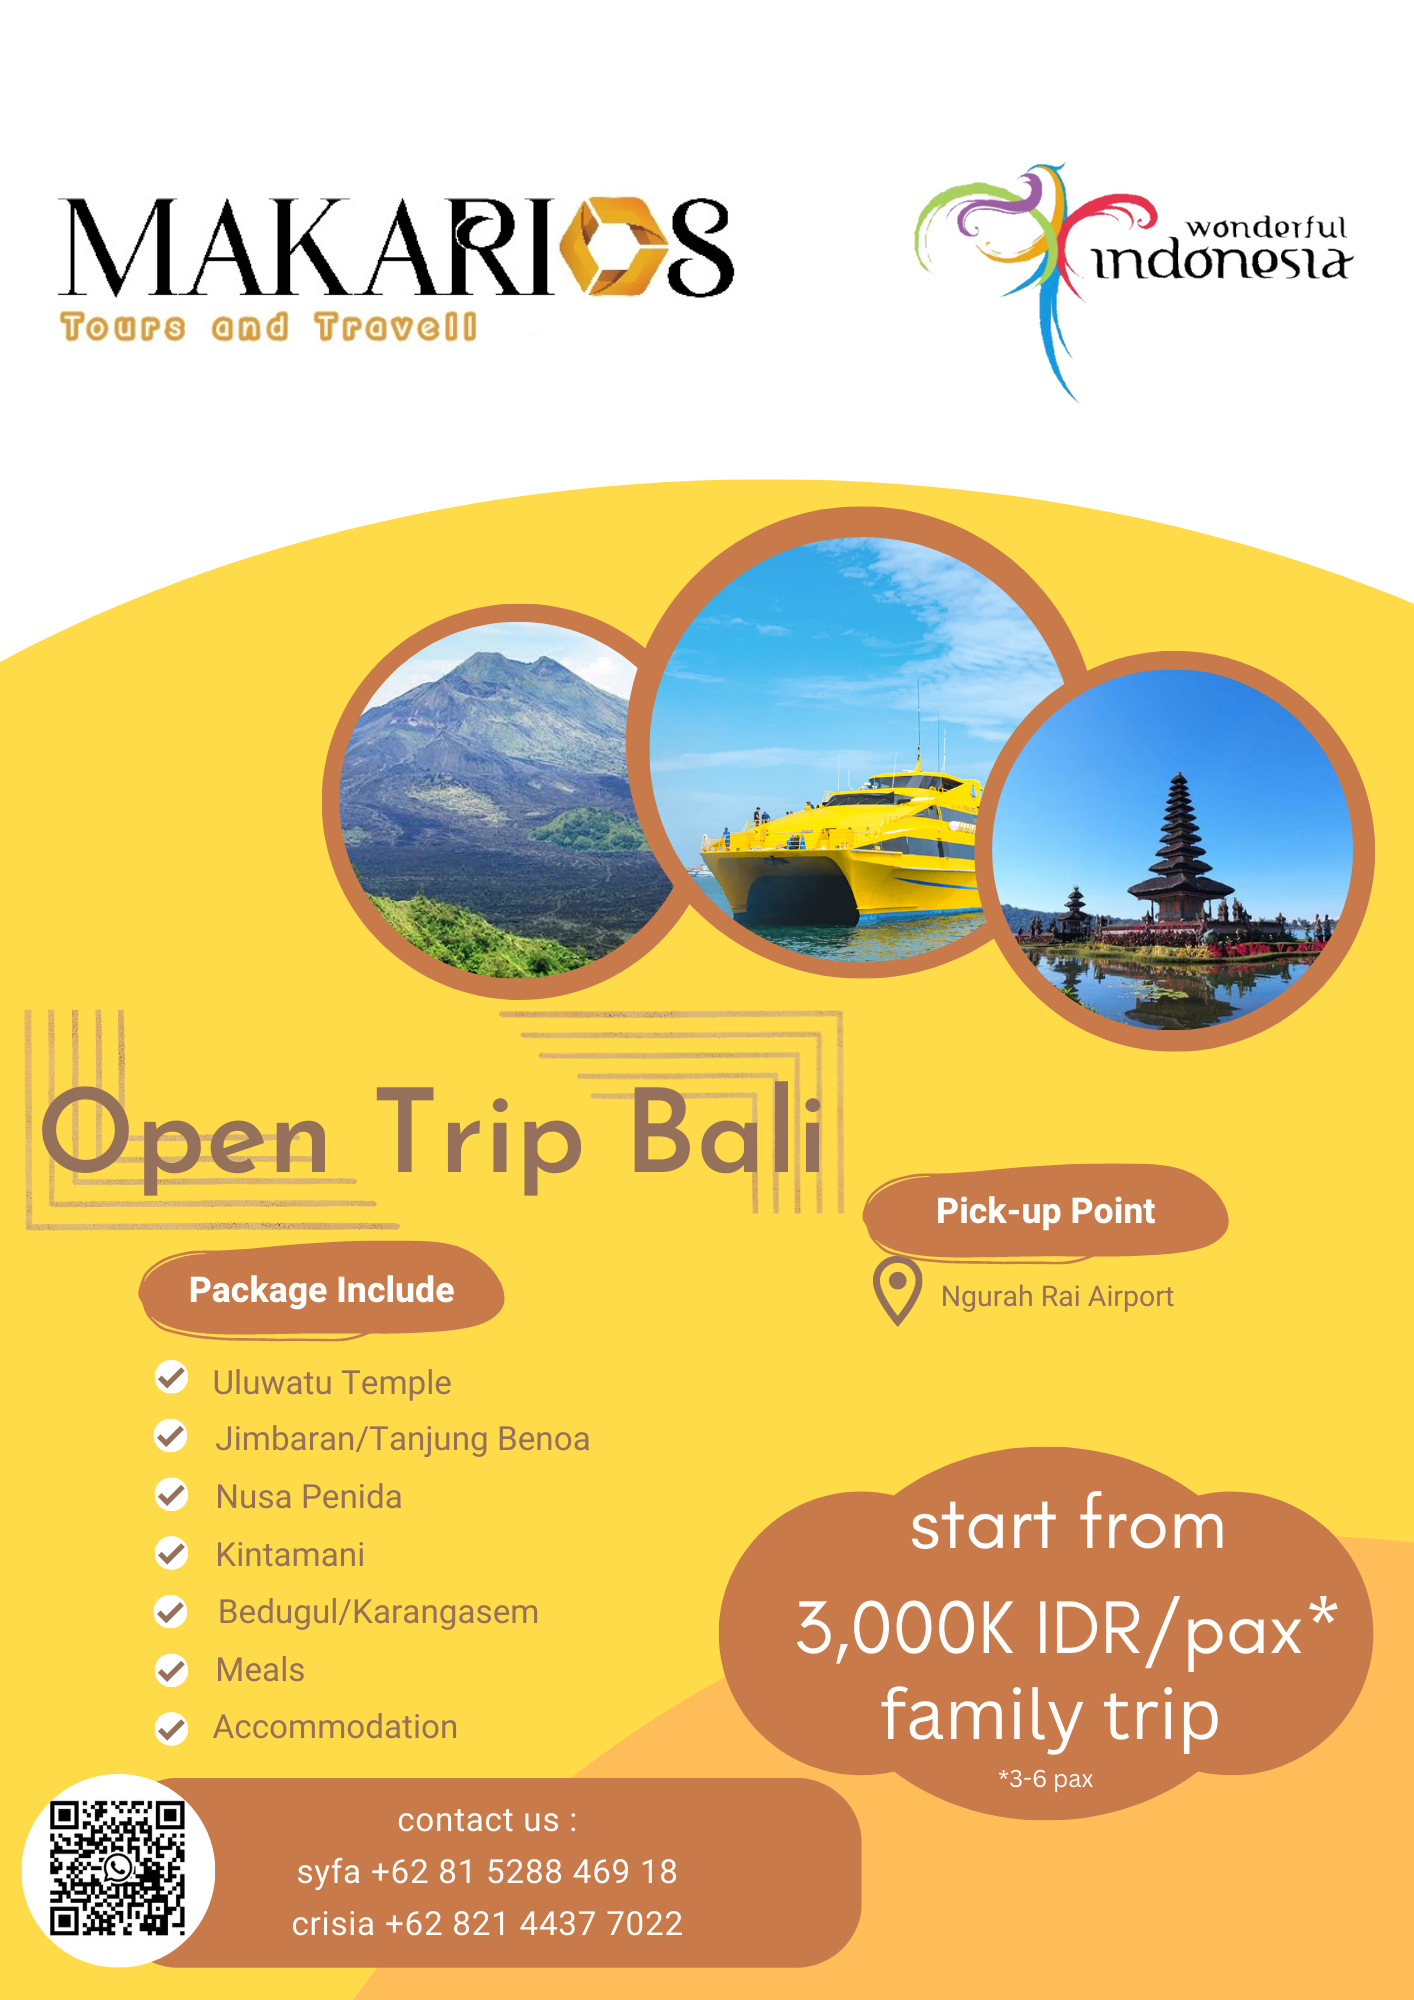 MAKARIOS
Tours and Travell
wonderful
indonesia
Open Trip Bali
Pick-up Point
Ngurah Rai Airport
Package Include
Uluwatu Temple
Jimbaran/Tanjung Benoa
Nusa Penida
Kintamani
Bedugul/Karangasem
Meals
Accommodation
start from
3,000K IDR/pax*
family trip
*3-6 pax
contact us :
syfa +62 81 5288 469 18
crisia +62 821 4437 7022